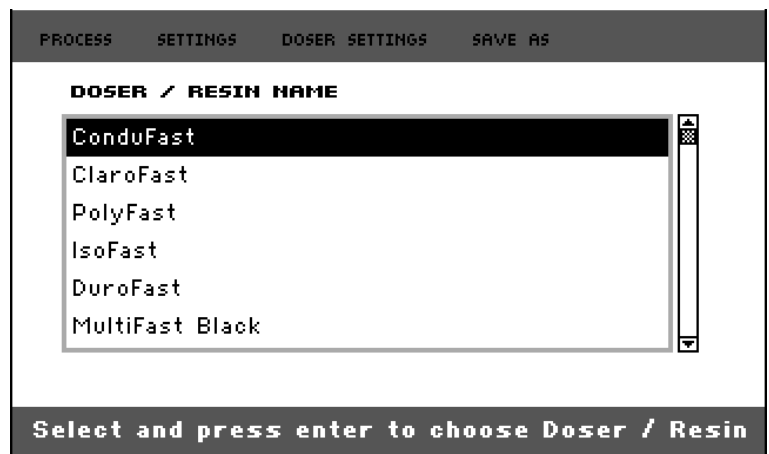 PROCESS SETTINGS DOSER SETTINGS SAVE AS
DOSER / RESIN NAME
ConduFast
ClaroFast
PolyFast
IsoFast
DuroFast
MultiFast Black
Select and press enter to choose Doser / Resin